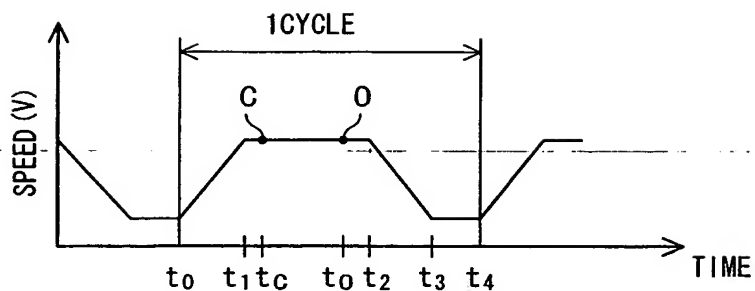 1CYCLE
C O
SPEED(V)
t0 t1 tC tO t2 t3 t4
TIME